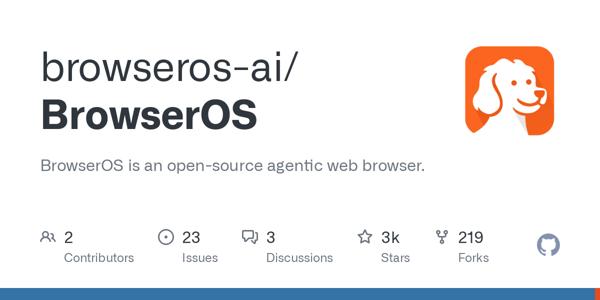 browseros-ai/
BrowserOS
BrowserOS is an open-source agentic web browser.
2 23 3 3k 219
Contributors Issues Discussions Stars Forks